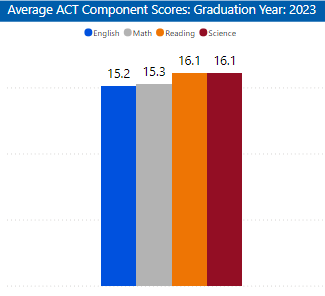 Average ACT Component Scores: Graduation Year: 2023
English Math Reading Science
15.2 15.3 16.1 16.1